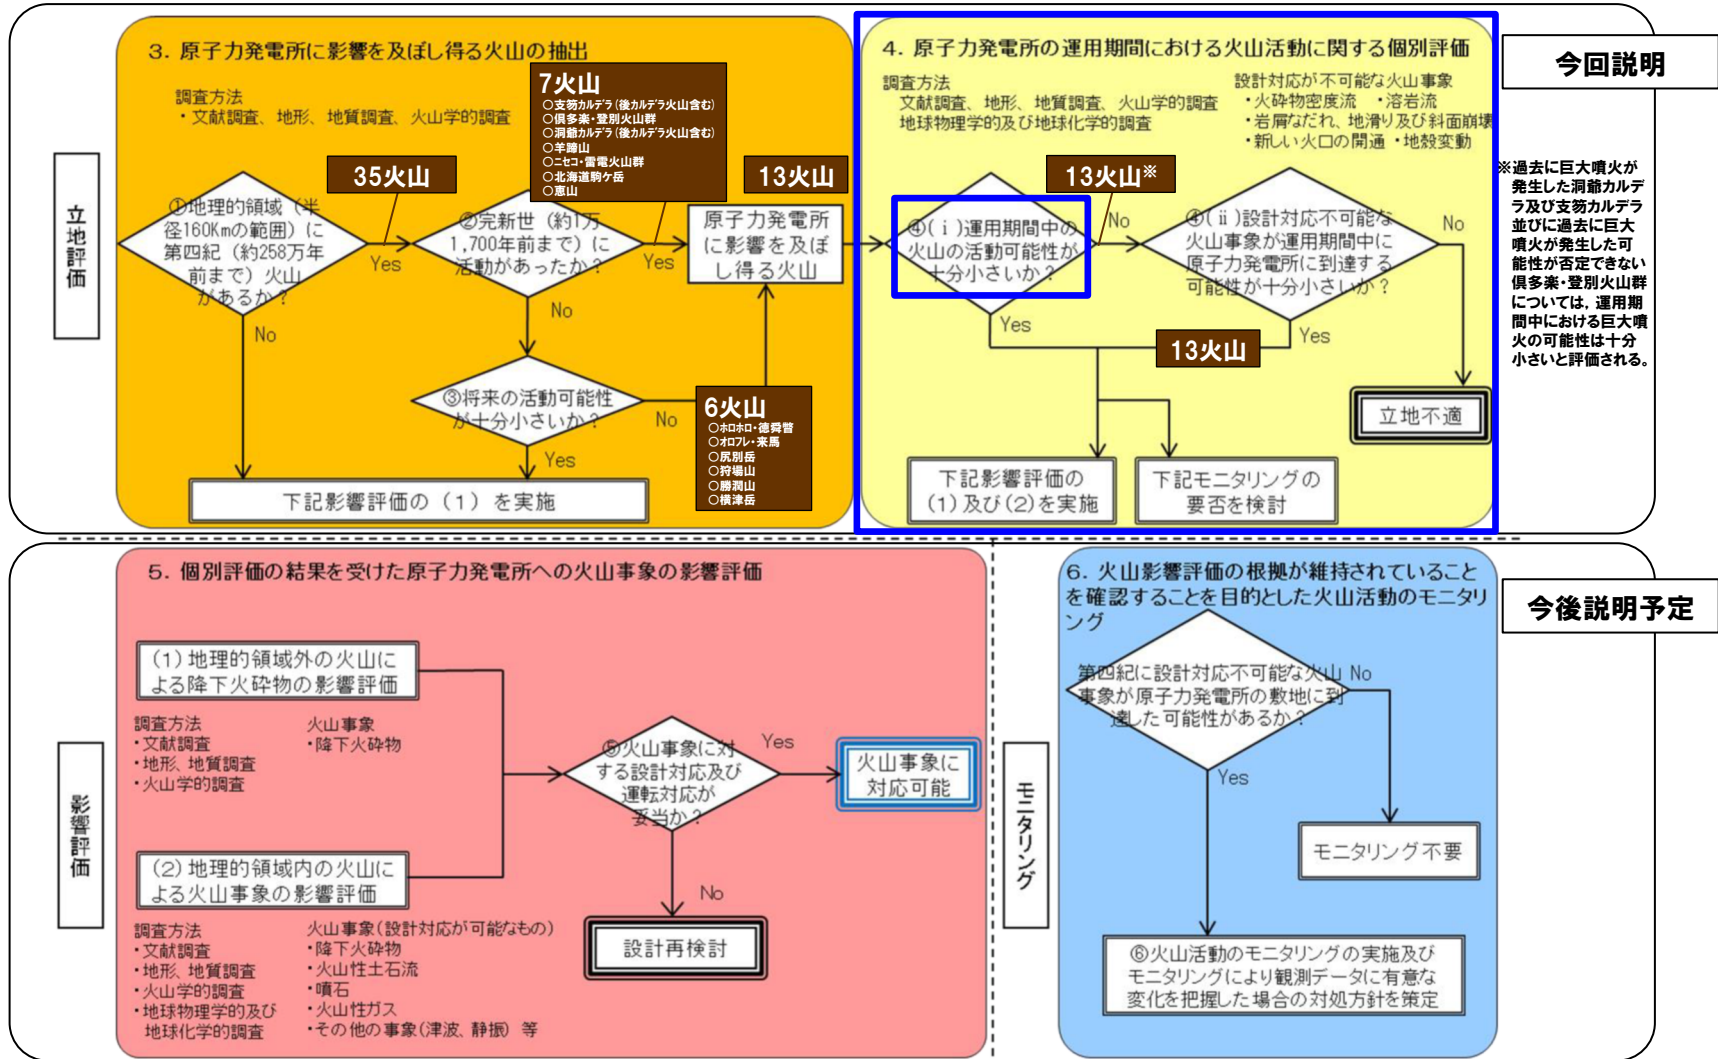 3. 原子力発電所に影響を及ぼし得る火山の抽出
調査方法
・文献調査、地形、地質調査、火山学的調査
7火山
○支笏カルデラ(後カルデラ火山含む)
○倶多楽・登別火山群
○洞爺カルデラ(後カルデラ火山含む)
○羊蹄山
○ニセコ・雷電火山群
○北海道駒ケ岳
○恵山
35火山
13火山
立地評価
①地理的領域（半
径160Kmの範囲）に
第四紀（約258万年
前まで）火山
があるか？
Yes
No
②完新世（約1万
1,700年前まで）に
活動があったか？
Yes
No
原子力発電所
に影響を及ぼ
し得る火山
③将来の活動可能性
が十分小さいか？
No
Yes
6火山
○ホロホロ・徳舜瞥
○オロフレ・来馬
○尻別岳
○狩場山
○勝澗山
○横津岳
下記影響評価の（1）を実施
4. 原子力発電所の運用期間における火山活動に関する個別評価
調査方法
文献調査、地形、地質調査、火山学的調査
地球物理学的及び地球化学的調査
設計対応が不可能な火山事象
・火砕物密度流 ・溶岩流
・岩屑なだれ、地滑り及び斜面崩壊
・新しい火口の開通 ・地殻変動
13火山※
④(ⅰ)運用期間中の
火山の活動可能性が
十分小さいか？
No
Yes
④(ⅱ)設計対応不可能な
火山事象が運用期間中に
原子力発電所に到達する
可能性が十分小さいか？
No
Yes
13火山
立地不適
下記影響評価の
(1)及び(2)を実施
下記モニタリングの
要否を検討
今回説明
※過去に巨大噴火が
発生した洞爺カルデ
ラ及び支笏カルデラ
並びに過去に巨大
噴火が発生した可
能性が否定できない
倶多楽・登別火山群
については，運用期
間中における巨大噴
火の可能性は十分
小さいと評価される。
5. 個別評価の結果を受けた原子力発電所への火山事象の影響評価
影響評価
(1)地理的領域外の火山に
よる降下火砕物の影響評価
調査方法
・文献調査
・地形、地質調査
・火山学的調査
火山事象
・降下火砕物
(2)地理的領域内の火山に
よる火山事象の影響評価
調査方法
・文献調査
・地形、地質調査
・火山学的調査
・地球物理学的及び
地球化学的調査
火山事象(設計対応が可能なもの)
・降下火砕物
・火山性土石流
・噴石
・火山性ガス
・その他の事象(津波、静振) 等
⑤火山事象に対
する設計対応及び
運転対応が
妥当か？
Yes
No
火山事象に
対応可能
設計再検討
6. 火山影響評価の根拠が維持されていること
を確認することを目的とした火山活動のモニタリ
ング
モニタリング
第四紀に設計対応不可能な火山
事象が原子力発電所の敷地に到
達した可能性があるか？
No
Yes
モニタリング不要
⑥火山活動のモニタリングの実施及び
モニタリングにより観測データに有意な
変化を把握した場合の対処方針を策定
今後説明予定